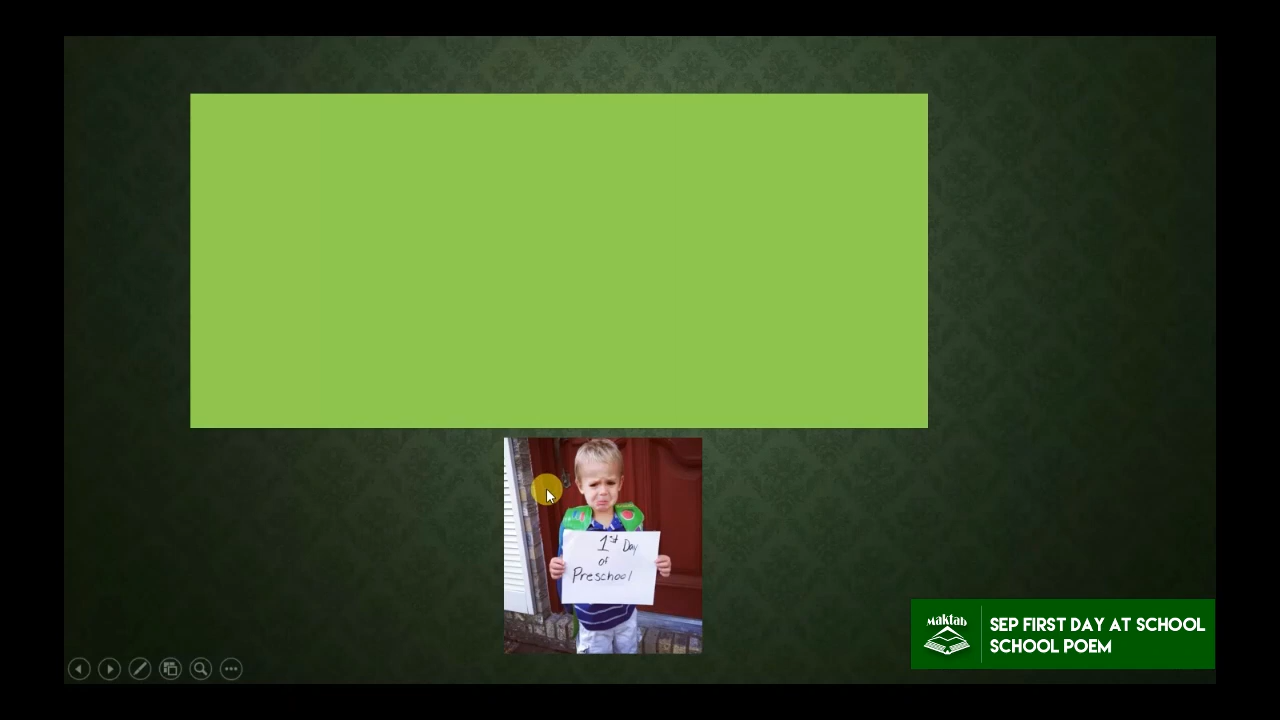 1st Day
of
Preschool
Maktab
SEP FIRST DAY AT SCHOOL
SCHOOL POEM